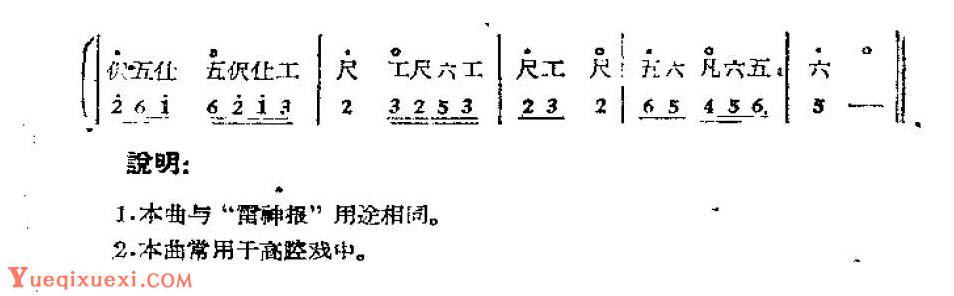 伬五仩 五伬仩工 | 尺 工尺六工 | 尺工 尺 | 五六 凡六五 | 六
2̇ 6 1̇ 6 2̇ 1̇ 3 | 2 3 2 5 3 | 2 3 2 | 6 5 4 5 6. | 5 —
說明:
1.本曲与“雷神报”用途相同。
2.本曲常用于高腔戏中。
Yueqixuexi.com